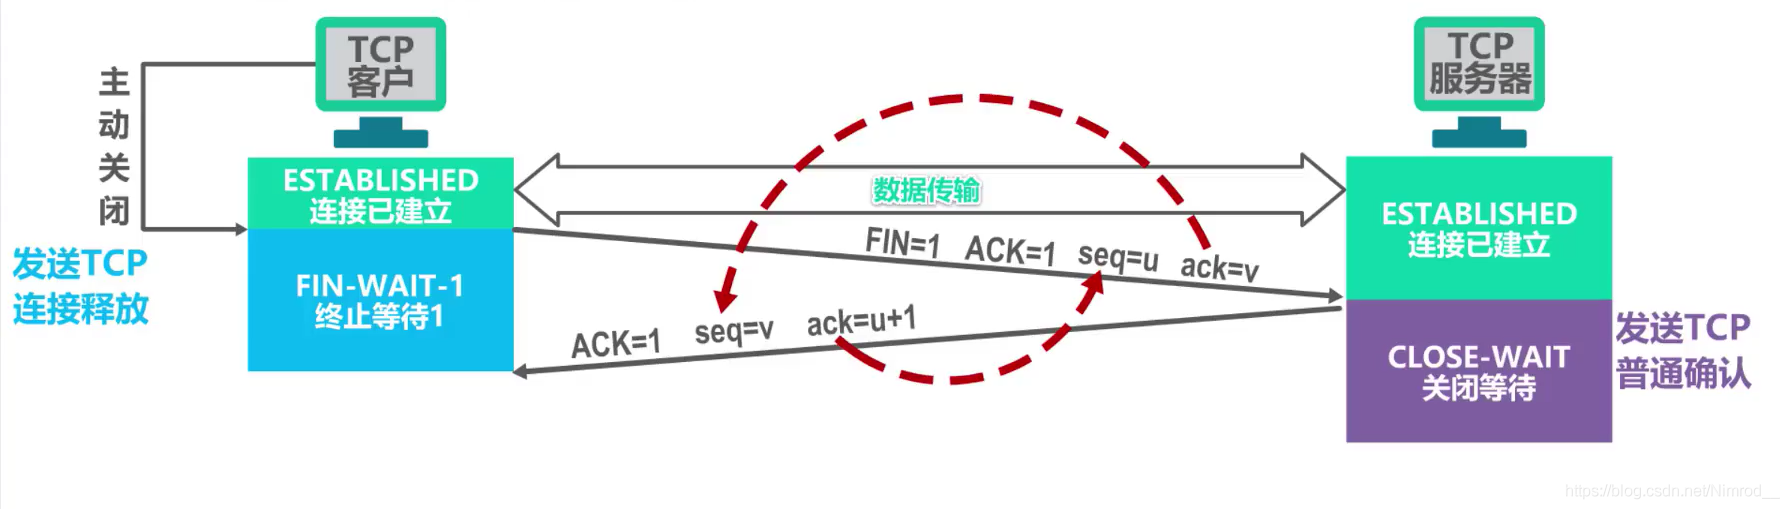 TCP
客户
TCP
服务器
主动关闭
ESTABLISHED
连接已建立
数据传输
ESTABLISHED
连接已建立
FIN=1 ACK=1 seq=u ack=v
发送TCP
连接释放
FIN-WAIT-1
终止等待1
ACK=1 seq=v ack=u+1
CLOSE-WAIT
关闭等待
发送TCP
普通确认
https://blog.csdn.net/Nimrod__